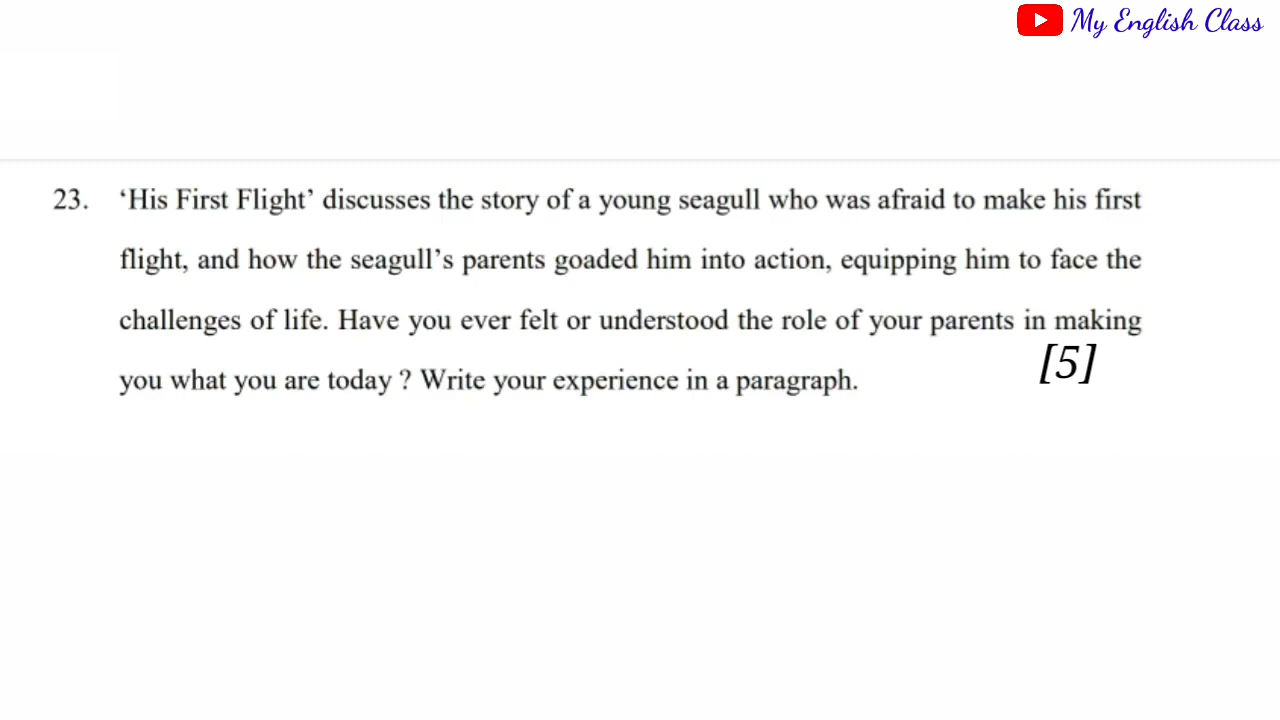 My English Class
23. ‘His First Flight’ discusses the story of a young seagull who was afraid to make his first
flight, and how the seagull’s parents goaded him into action, equipping him to face the
challenges of life. Have you ever felt or understood the role of your parents in making
you what you are today ? Write your experience in a paragraph.
[5]